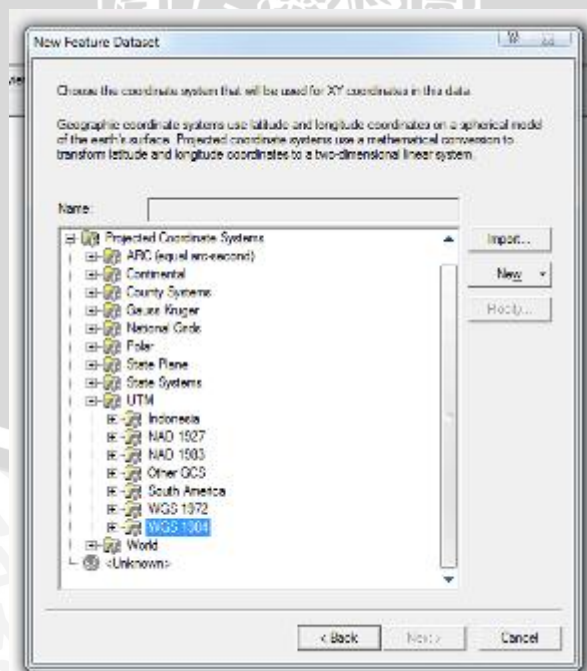 New Feature Dataset
Choose the coordinate system that will be used for XY coordinates in this data.
Geographic coordinate systems use latitude and longitude coordinates on a spherical model
of the earth's surface. Projected coordinate systems use a mathematical conversion to
transform latitude and longitude coordinates to a two-dimensional linear system.
Name:
Projected Coordinate Systems
ARC (equal arc-second)
Continental
County Systems
Gauss Kruger
National Grids
Polar
State Plane
State Systems
UTM
Indonesia
NAD 1927
NAD 1983
Other GCS
South America
WGS 1972
WGS 1984
World
<Unknown>
Import...
New
Modify...
< Back
Next >
Cancel